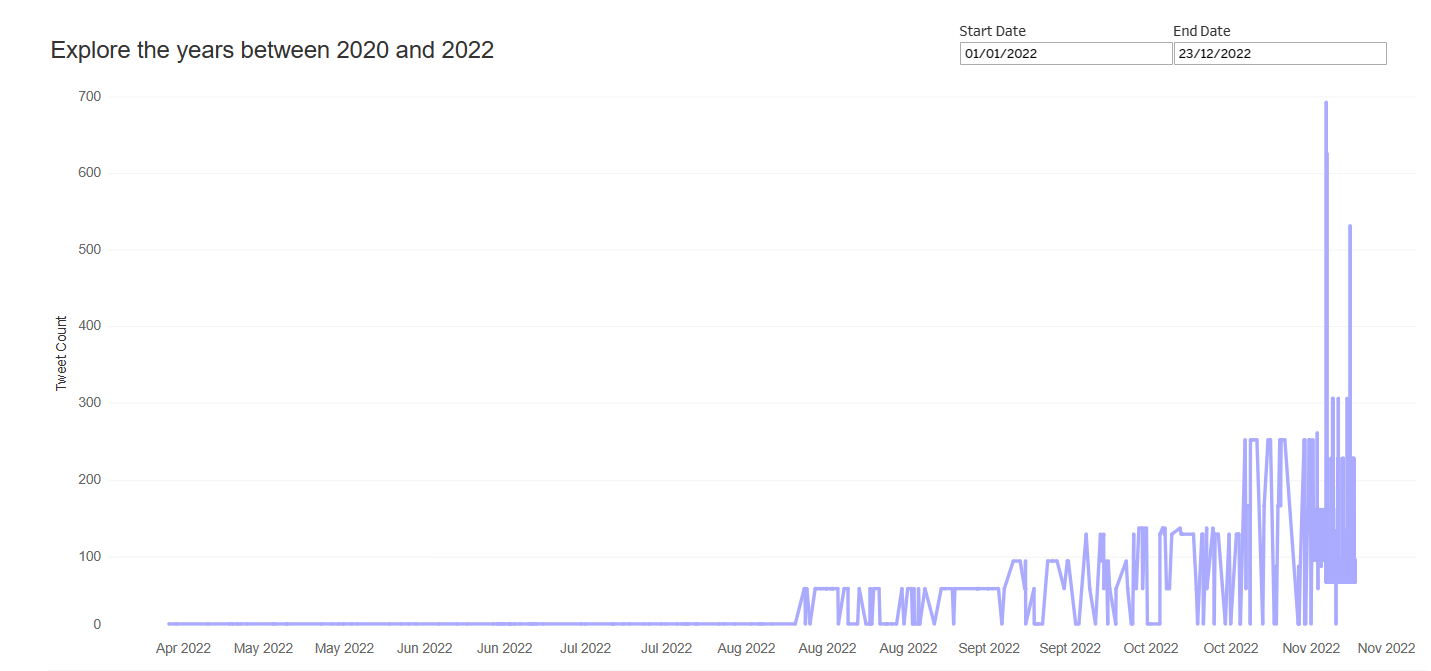 Start Date End Date
Explore the years between 2020 and 2022
01/01/2022 23/12/2022
700
600
500
400
300
200
100
0
Tweet Count
Apr 2022 May 2022 May 2022 Jun 2022 Jun 2022 Jul 2022 Jul 2022 Aug 2022 Aug 2022 Aug 2022 Sept 2022 Sept 2022 Oct 2022 Oct 2022 Nov 2022 Nov 2022